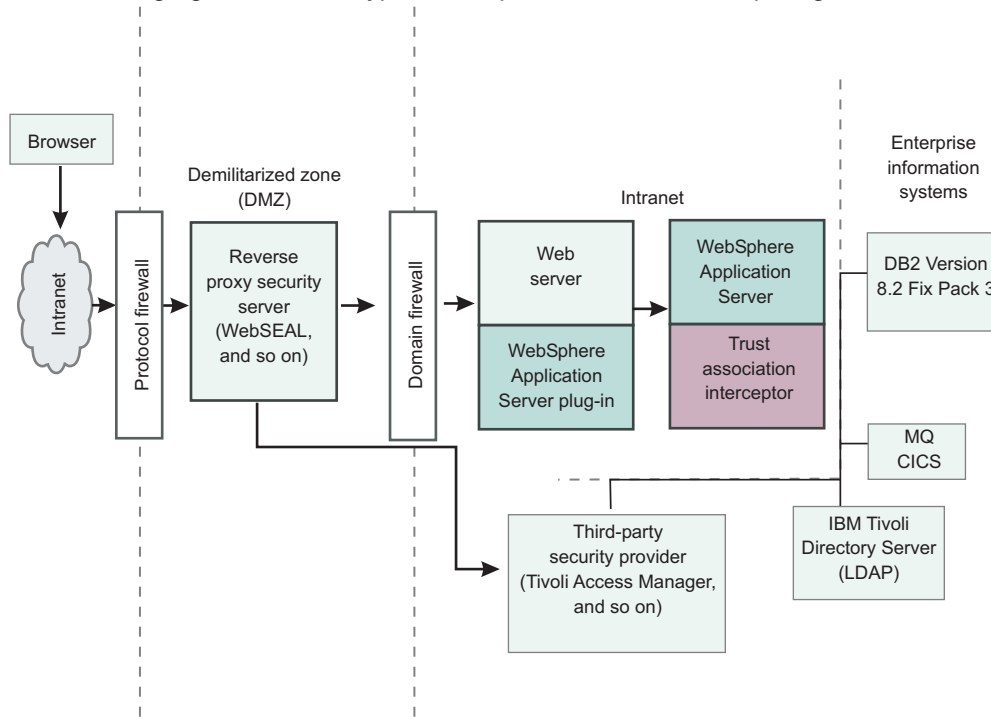 Browser
Intranet
Protocol firewall
Demilitarized zone
(DMZ)
Reverse
proxy security
server
(WebSEAL,
and so on)
Domain firewall
Intranet
Web
server
WebSphere
Application
Server plug-in
WebSphere
Application
Server
Trust
association
interceptor
Enterprise
information
systems
DB2 Version
8.2 Fix Pack 3
MQ
CICS
IBM Tivoli
Directory Server
(LDAP)
Third-party
security provider
(Tivoli Access Manager,
and so on)